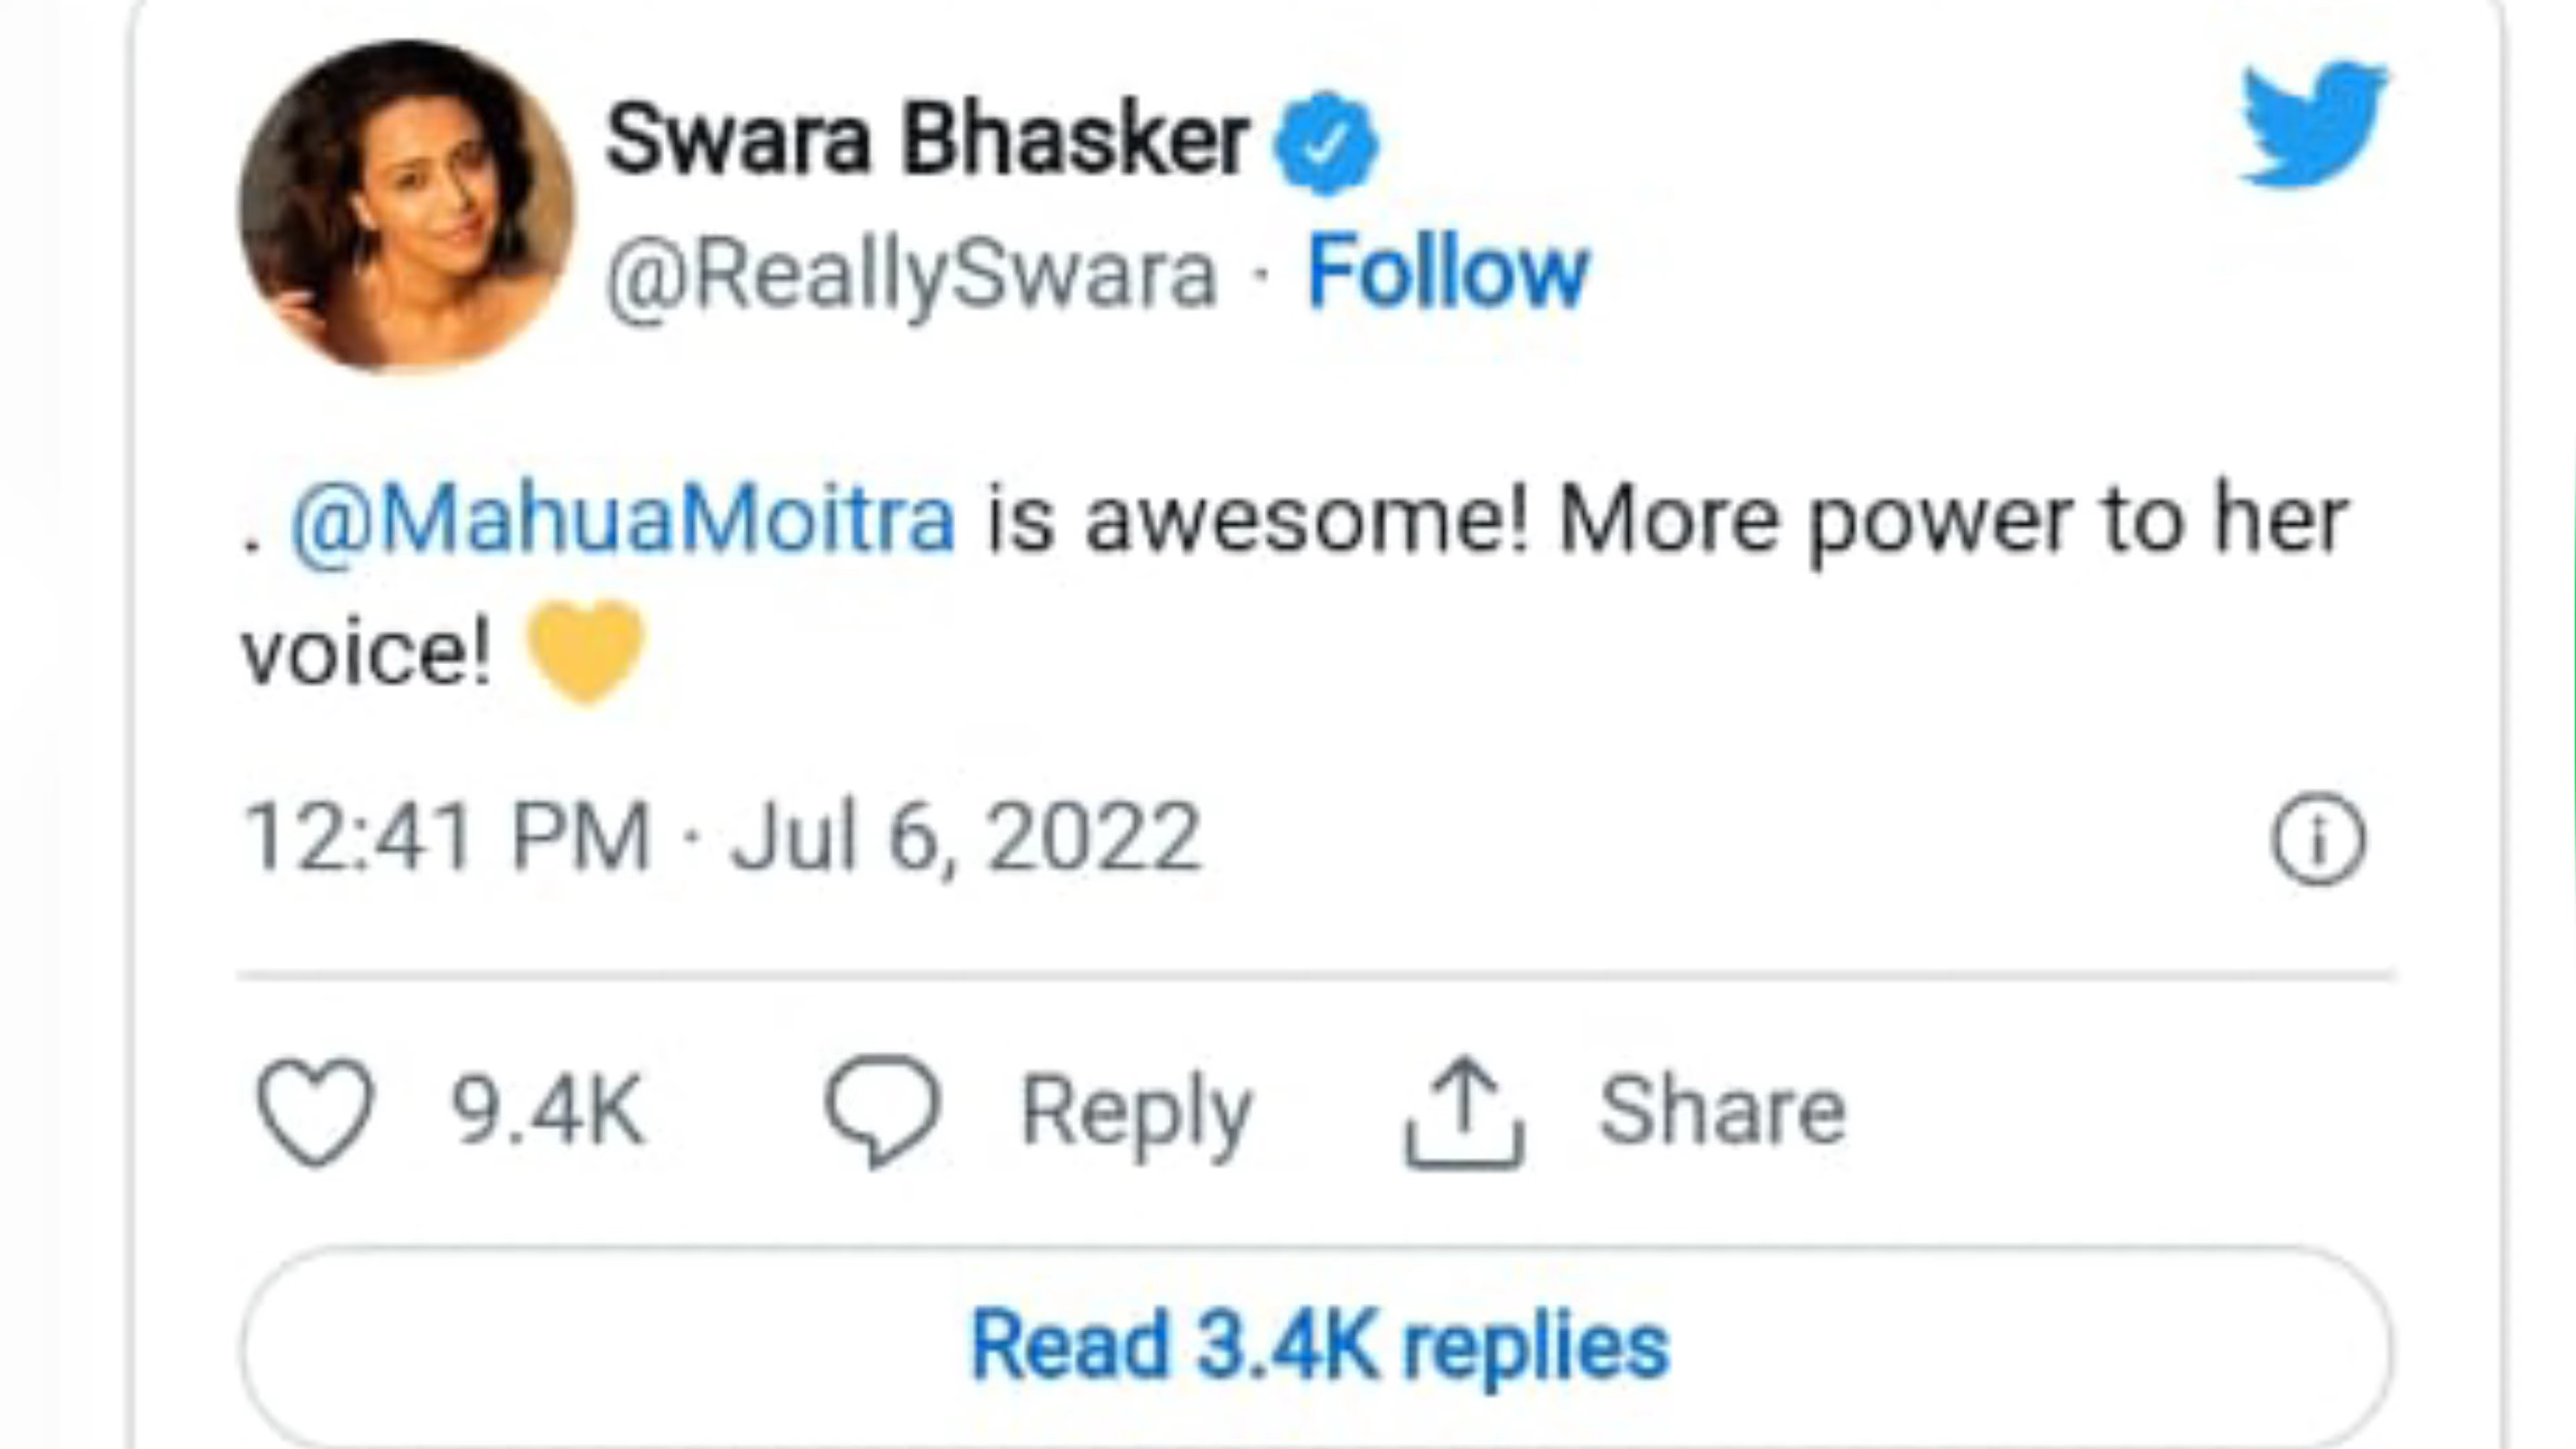 Swara Bhasker
@ReallySwara · Follow
. @MahuaMoitra is awesome! More power to her
voice! 💛
12:41 PM · Jul 6, 2022
9.4K Reply Share
Read 3.4K replies